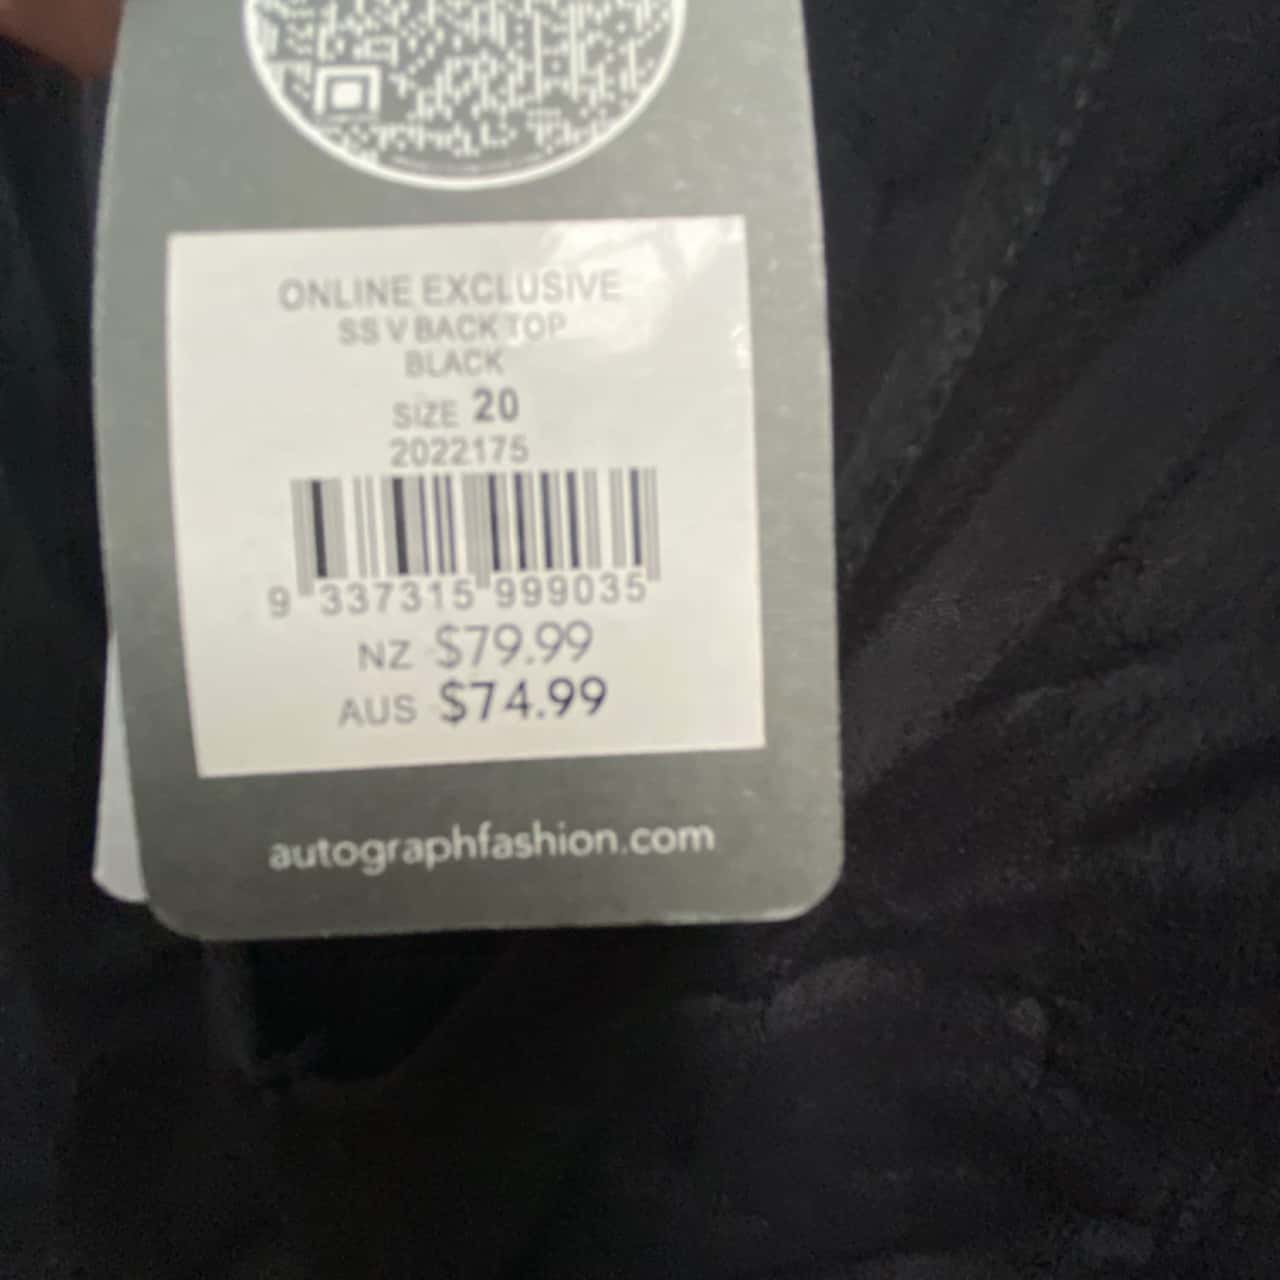 ONLINE EXCLUSIVE
SS V BACK TOP
BLACK
SIZE 20
2022175
9 337315 999035
NZ $79.99
AUS $74.99
autographfashion.com